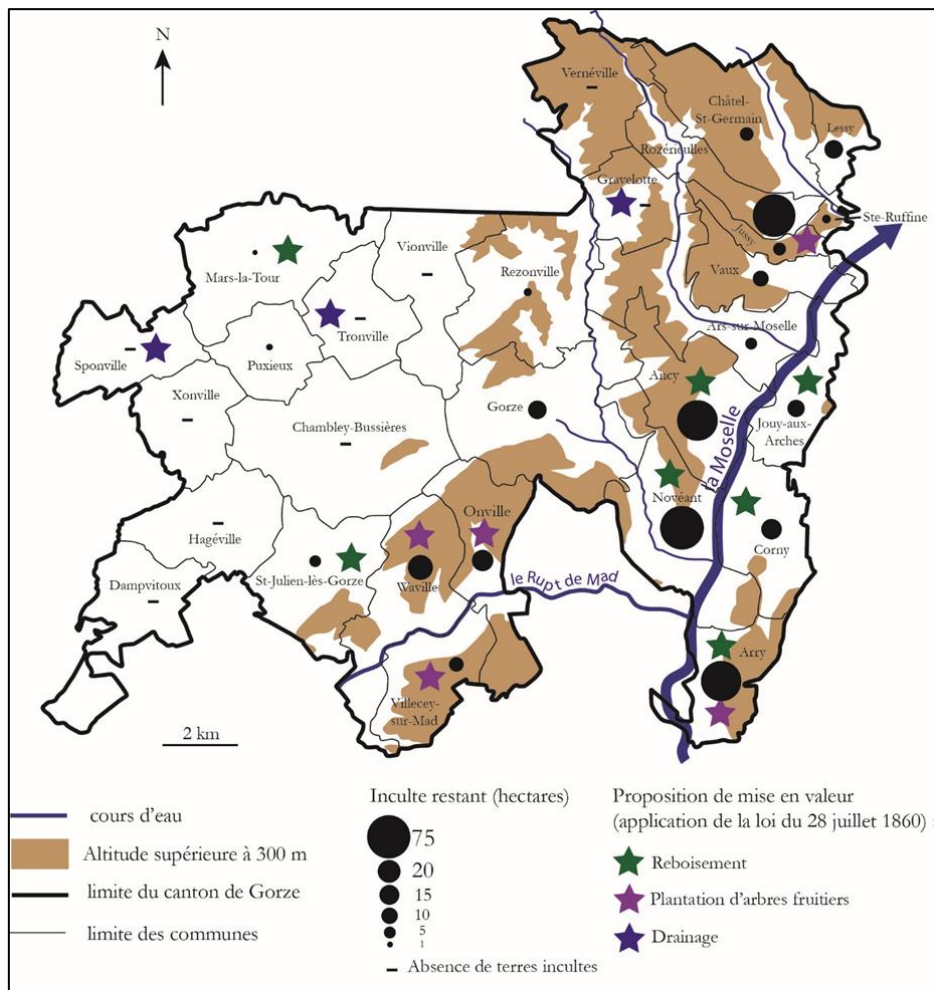 N
Vernéville
Châtel-
St-Germain
Lessy
Rozérieulles
Gravelotte
Ste-Ruffine
Jussy
Vionville
Mars-la-Tour
Rezonville
Vaux
Tronville
Ars-sur-Moselle
Sponville
Puxieux
Ancy
Xonville
Gorze
Jouy-aux-
Arches
Chambley-Bussières
la Moselle
Novéant
Onville
Hagéville
Corny
St-Julien-lès-Gorze
Waville
le Rupt de Mad
Dampvitoux
Arry
Villecey-
sur-Mad
2 km
cours d'eau
Altitude supérieure à 300 m
limite du canton de Gorze
limite des communes
Inculte restant (hectares)
75
20
15
10
5
1
Absence de terres incultes
Proposition de mise en valeur
(application de la loi du 28 juillet 1860) :
Reboisement
Plantation d'arbres fruitiers
Drainage